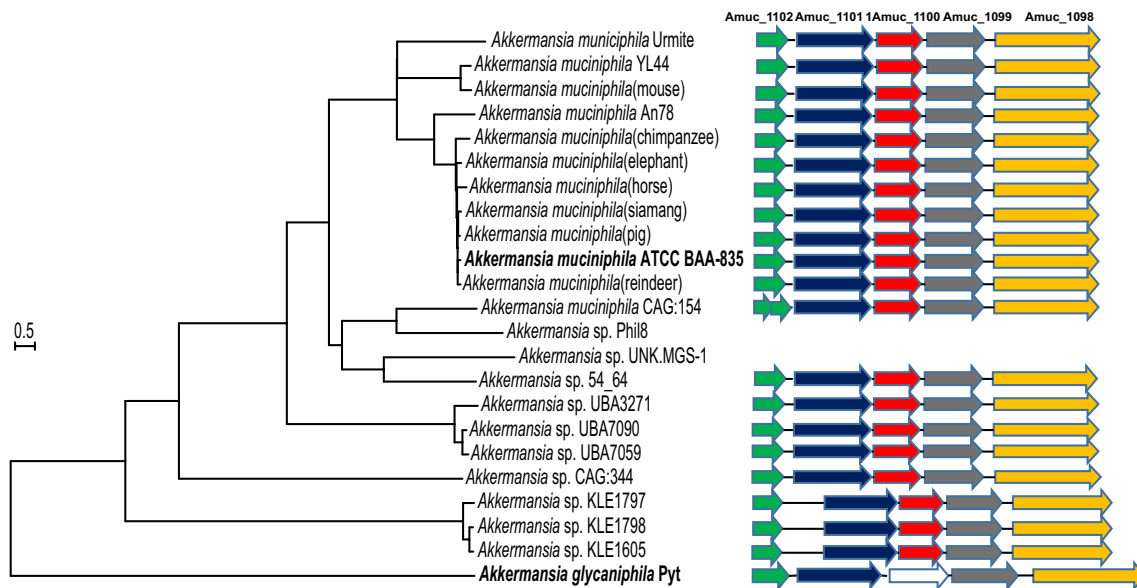 Amuc_1102 Amuc_1101 1Amuc_1100 Amuc_1099 Amuc_1098
Akkermansia municiphila Urmite
Akkermansia muciniphila YL44
Akkermansia muciniphila(mouse)
Akkermansia muciniphila An78
Akkermansia muciniphila(chimpanzee)
Akkermansia muciniphila(elephant)
Akkermansia muciniphila(horse)
Akkermansia muciniphila(siamang)
Akkermansia muciniphila(pig)
Akkermansia muciniphila ATCC BAA-835
Akkermansia muciniphila(reindeer)
Akkermansia muciniphila CAG:154
0.5
Akkermansia sp. Phil8
Akkermansia sp. UNK.MGS-1
Akkermansia sp. 54_64
Akkermansia sp. UBA3271
Akkermansia sp. UBA7090
Akkermansia sp. UBA7059
Akkermansia sp. CAG:344
Akkermansia sp. KLE1797
Akkermansia sp. KLE1798
Akkermansia sp. KLE1605
Akkermansia glycaniphila Pyt